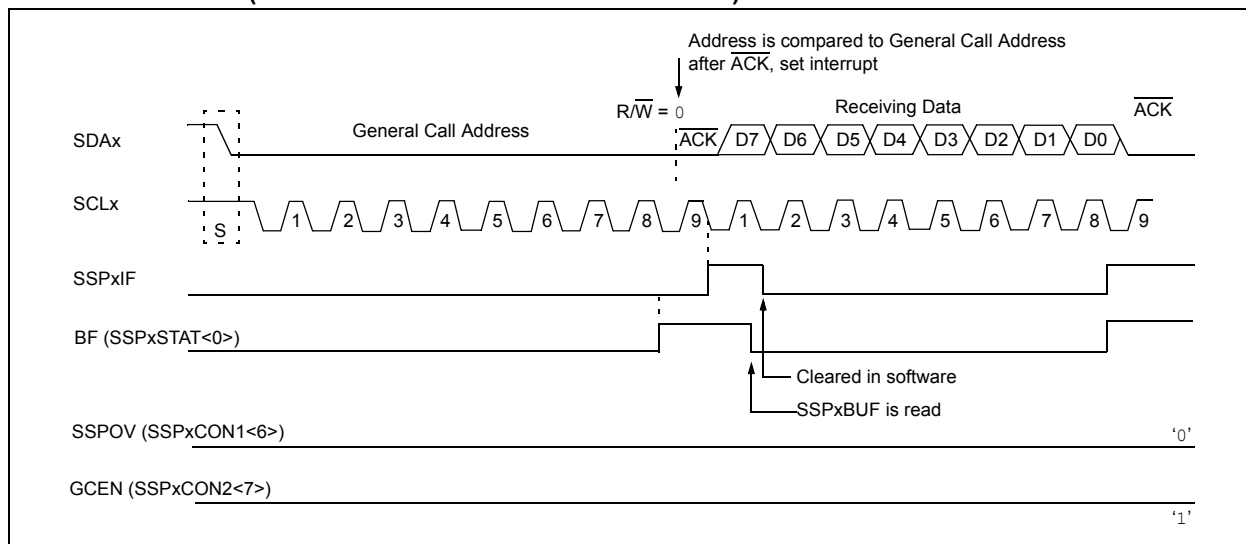 Address is compared to General Call Address
after ACK, set interrupt
R/W = 0
Receiving Data
ACK
General Call Address
SDAx
ACK D7 D6 D5 D4 D3 D2 D1 D0
SCLx
S
1 2 3 4 5 6 7 8 9 1 2 3 4 5 6 7 8 9
SSPxIF
BF (SSPxSTAT<0>)
Cleared in software
SSPxBUF is read
SSPOV (SSPxCON1<6>)
‘0’
GCEN (SSPxCON2<7>)
‘1’